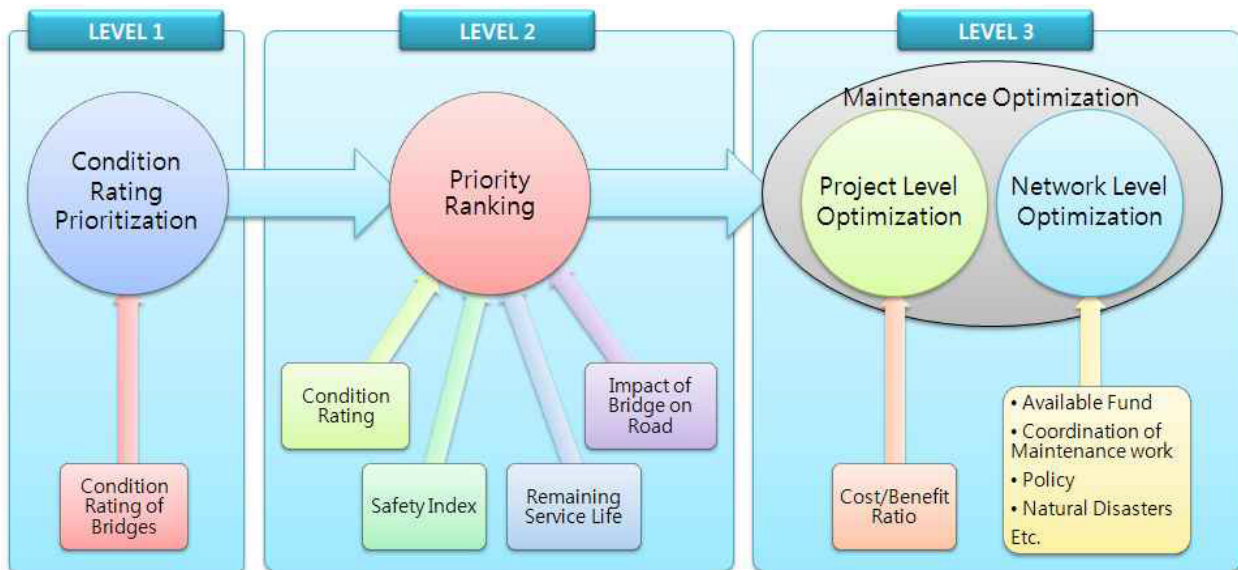 LEVEL 1
Condition
Rating
Prioritization
Condition
Rating of
Bridges
LEVEL 2
Priority
Ranking
Condition
Rating
Safety Index
Remaining
Service Life
Impact of
Bridge on
Road
LEVEL 3
Maintenance Optimization
Project Level
Optimization
Network Level
Optimization
Cost/Benefit
Ratio
• Available Fund
• Coordination of
Maintenance work
• Policy
• Natural Disasters
Etc.